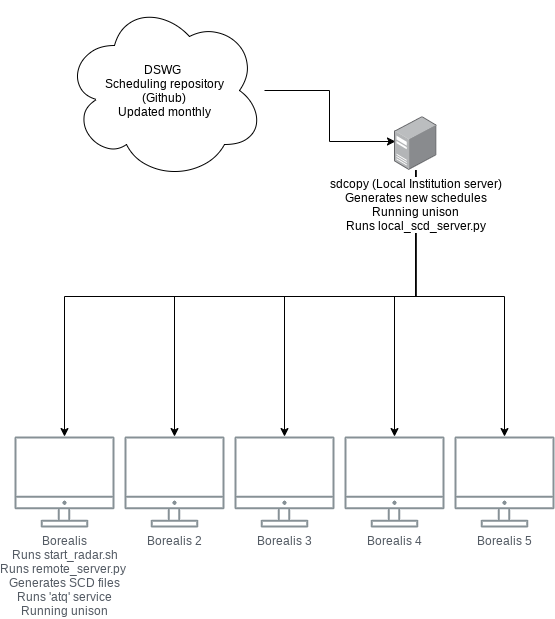 DSWG
Scheduling repository
(Github)
Updated monthly
sdcopy (Local Institution server)
Generates new schedules
Running unison
Runs local_scd_server.py
Borealis
Runs start_radar.sh
Runs remote_server.py
Generates SCD files
Runs 'atq' service
Running unison
Borealis 2
Borealis 3
Borealis 4
Borealis 5